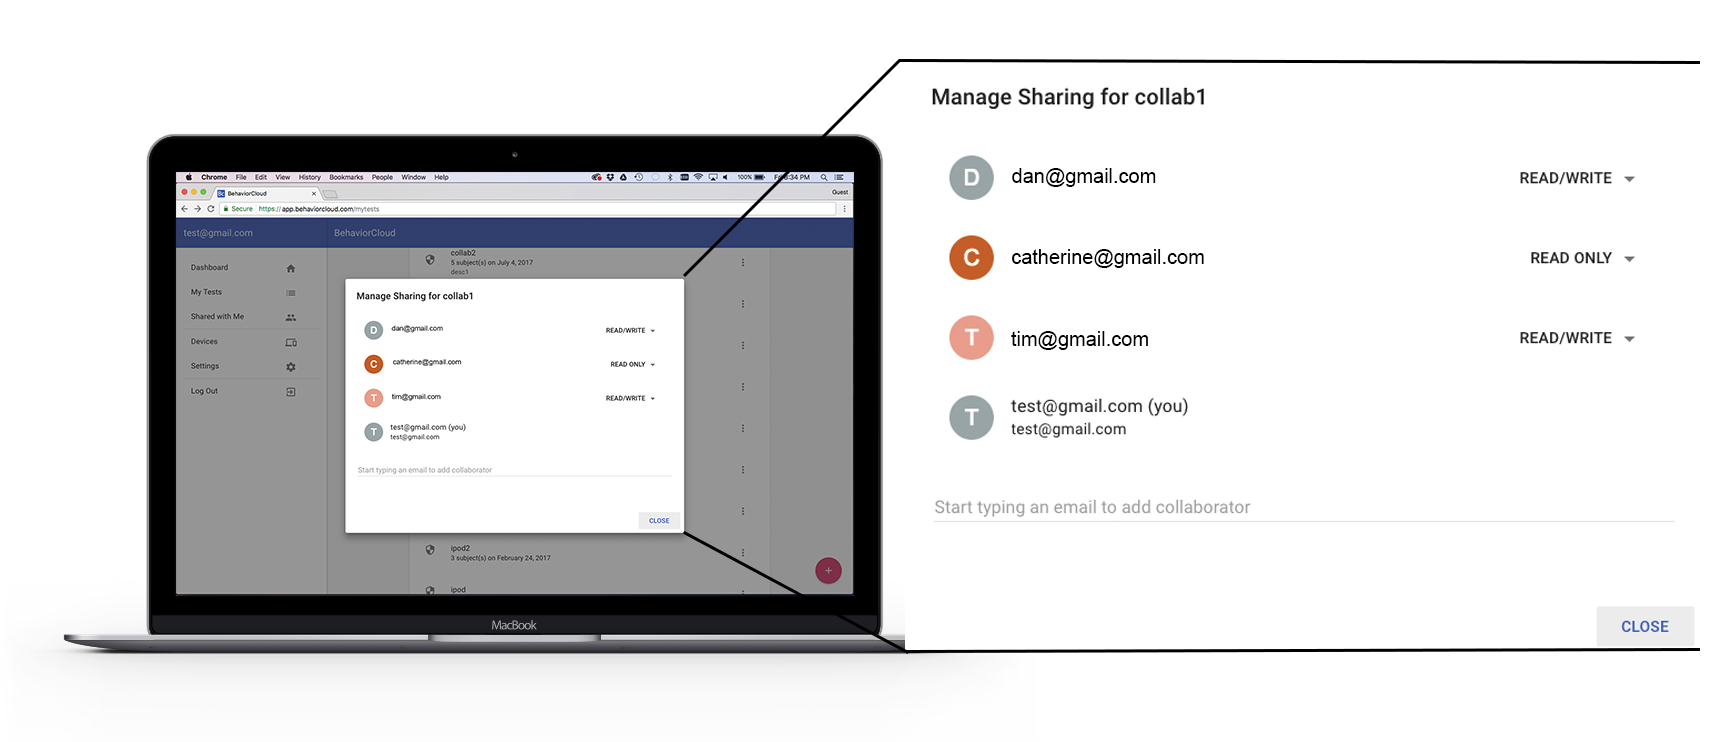 Chrome File Edit View History Bookmarks People Window Help 100% 3:34 PM
BehaviorCloud × Guest
Secure https://app.behaviorcloud.com/mytests
test@gmail.com BehaviorCloud
Dashboard
My Tests
Shared with Me
Devices
Settings
Log Out
collab2
5 subject(s) on July 4, 2017
desc1
Manage Sharing for collab1
D dan@gmail.com READ/WRITE
C catherine@gmail.com READ ONLY
T tim@gmail.com READ/WRITE
T test@gmail.com (you)
test@gmail.com
Start typing an email to add collaborator
CLOSE
ipod2
3 subject(s) on February 24, 2017
ipod
+
MacBook
Manage Sharing for collab1
D dan@gmail.com READ/WRITE
C catherine@gmail.com READ ONLY
T tim@gmail.com READ/WRITE
T test@gmail.com (you)
test@gmail.com
Start typing an email to add collaborator
CLOSE